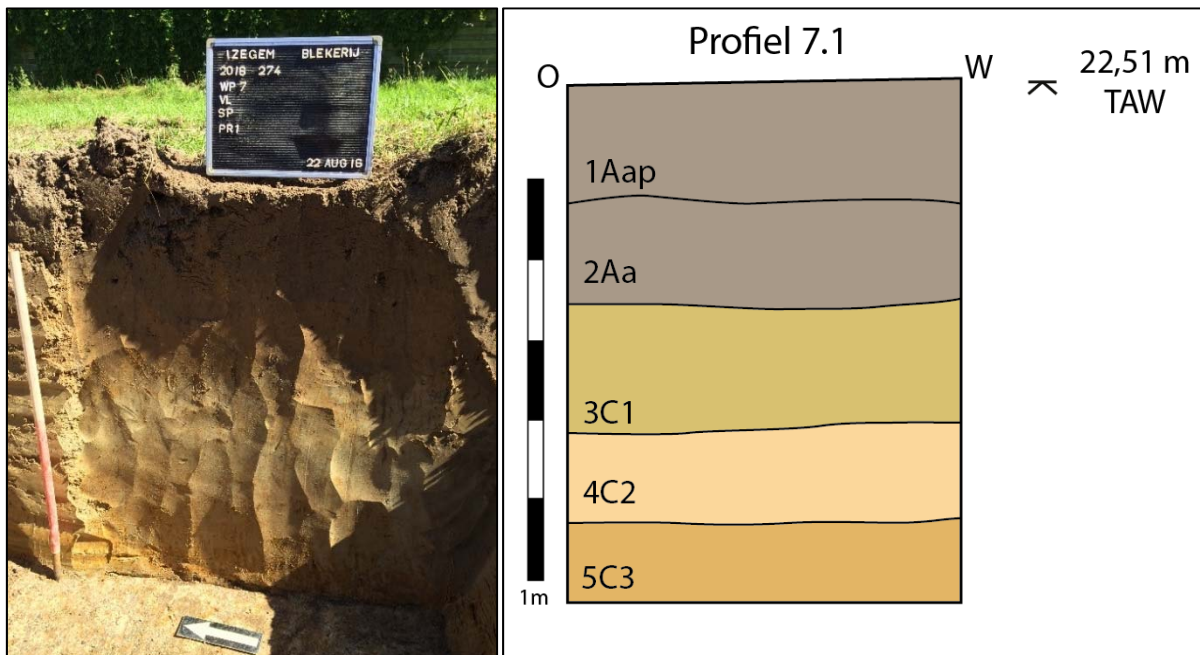 IZEGEM BLEKERIJ
2018 - 274
WP 7
VL
SP
PR1
22 AUG 18
Profiel 7.1
O
W
22,51 m
TAW
1Aap
2Aa
3C1
4C2
5C3
1m